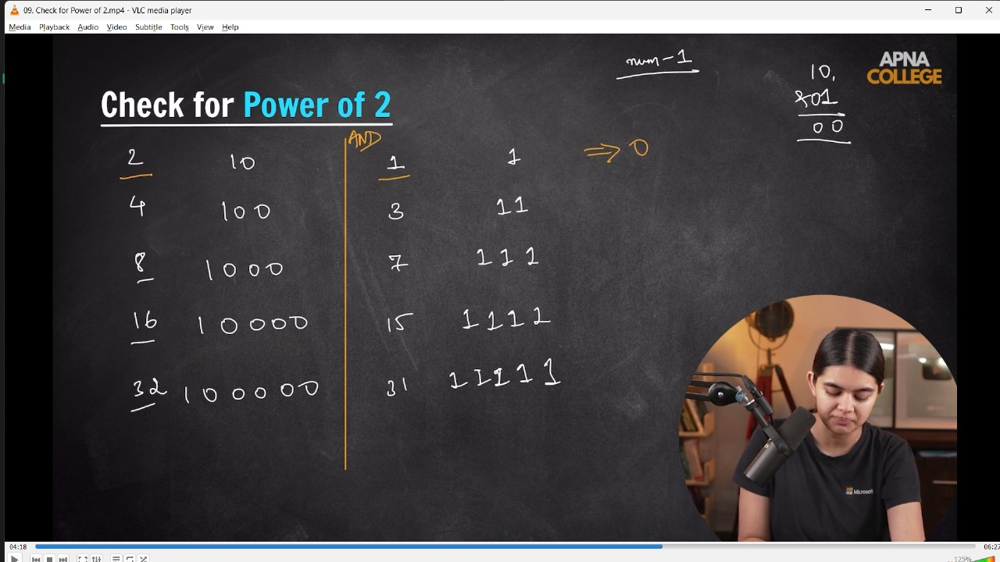 09. Check for Power of 2.mp4 - VLC media player
Media Playback Audio Video Subtitle Tools View Help
num-1
APNA
COLLEGE
10,
01
00
Check for Power of 2
AND
2 10 1 1 ⇒ 0
4 100 3 11
8 1000 7 111
16 10000 15 1111
32 100000 31 11111
Microsoft
04:18
06:27
125%